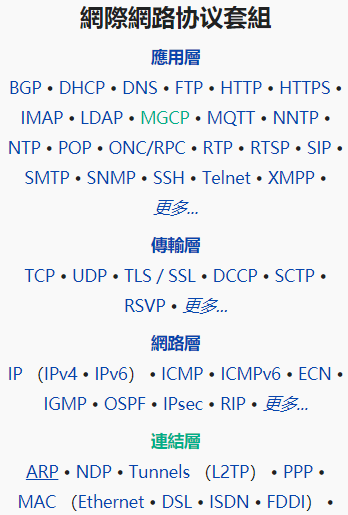 網際網路协议套組
應用層
BGP • DHCP • DNS • FTP • HTTP • HTTPS •
IMAP • LDAP • MGCP • MQTT • NNTP •
NTP • POP • ONC/RPC • RTP • RTSP • SIP •
SMTP • SNMP • SSH • Telnet • XMPP •
更多...
傳輸層
TCP • UDP • TLS / SSL • DCCP • SCTP •
RSVP • 更多...
網路層
IP （IPv4 • IPv6） • ICMP • ICMPv6 • ECN •
IGMP • OSPF • IPsec • RIP • 更多...
連結層
ARP • NDP • Tunnels （L2TP） • PPP •
MAC （Ethernet • DSL • ISDN • FDDI） •